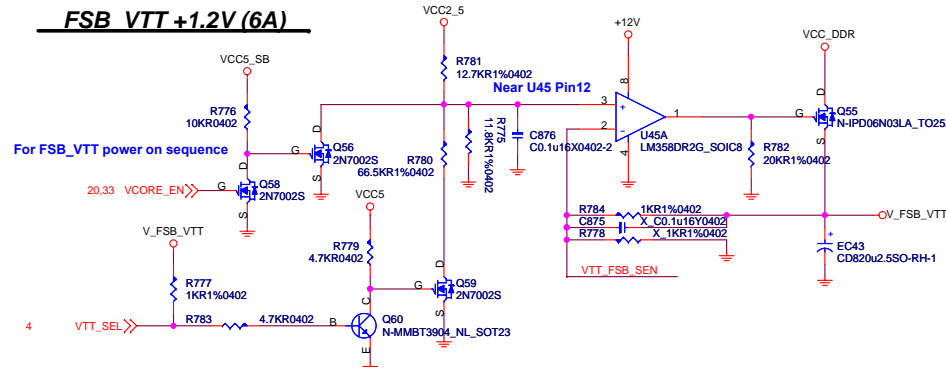 FSB_VTT +1.2V (6A)
VCC2_5
VCC5_SB
+12V
VCC_DDR
R781
12.7KR1%0402
Near U45 Pin12
R776
10KR0402
8
D
3
+
1
G
Q55
N-IPD06N03LA_TO252
2
-
U45A
LM358DR2G_SOIC8
4
S
R775
11.8KR1%0402
C876
C0.1u16X0402-2
R782
20KR1%0402
For FSB_VTT power on sequence
D
G
Q56
2N7002S
S
R780
66.5KR1%0402
D
20,33
VCORE_EN
G
Q58
2N7002S
S
VCC5
V_FSB_VTT
R784
1KR1%0402
C875
X_C0.1u16Y0402
R778
X_1KR1%0402
V_FSB_VTT
+
EC43
CD820u2.5SO-RH-1
VTT_FSB_SEN
R779
4.7KR0402
R777
1KR1%0402
D
G
Q59
2N7002S
S
4
VTT_SEL
R783
4.7KR0402
B
C
Q60
N-MMBT3904_NL_SOT23
E